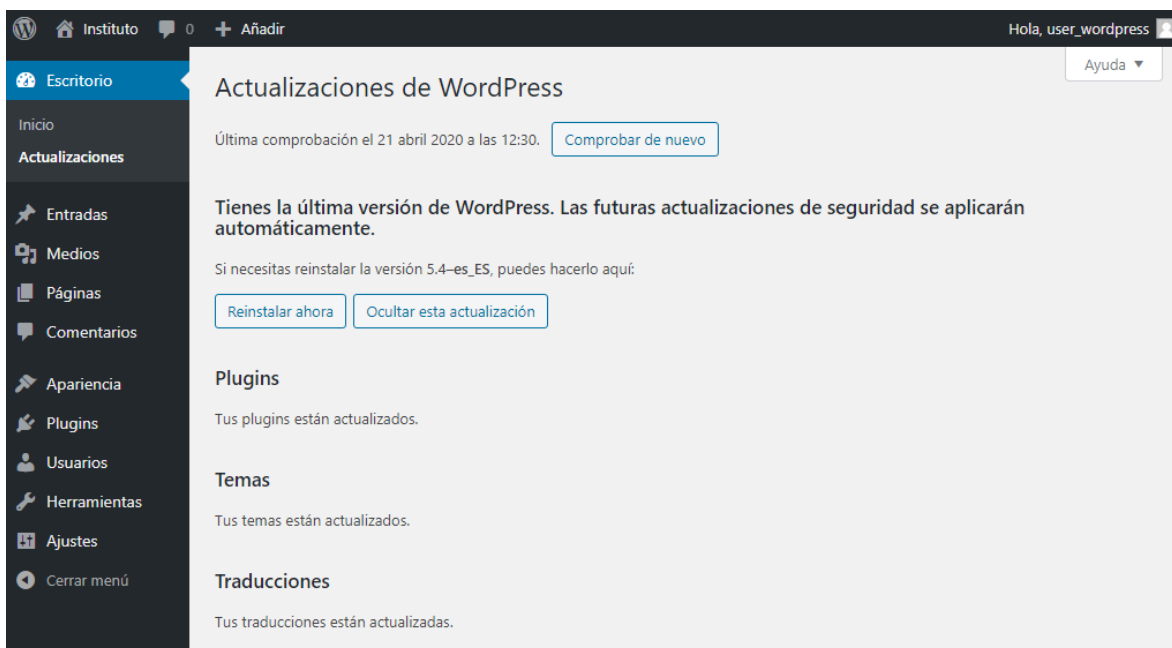 Instituto 0 Añadir Hola, user_wordpress
Ayuda
Escritorio
Inicio
Actualizaciones
Entradas
Medios
Páginas
Comentarios
Apariencia
Plugins
Usuarios
Herramientas
Ajustes
Cerrar menú
Actualizaciones de WordPress
Última comprobación el 21 abril 2020 a las 12:30. Comprobar de nuevo
Tienes la última versión de WordPress. Las futuras actualizaciones de seguridad se aplicarán
automáticamente.
Si necesitas reinstalar la versión 5.4–es_ES, puedes hacerlo aquí:
Reinstalar ahora Ocultar esta actualización
Plugins
Tus plugins están actualizados.
Temas
Tus temas están actualizados.
Traducciones
Tus traducciones están actualizadas.